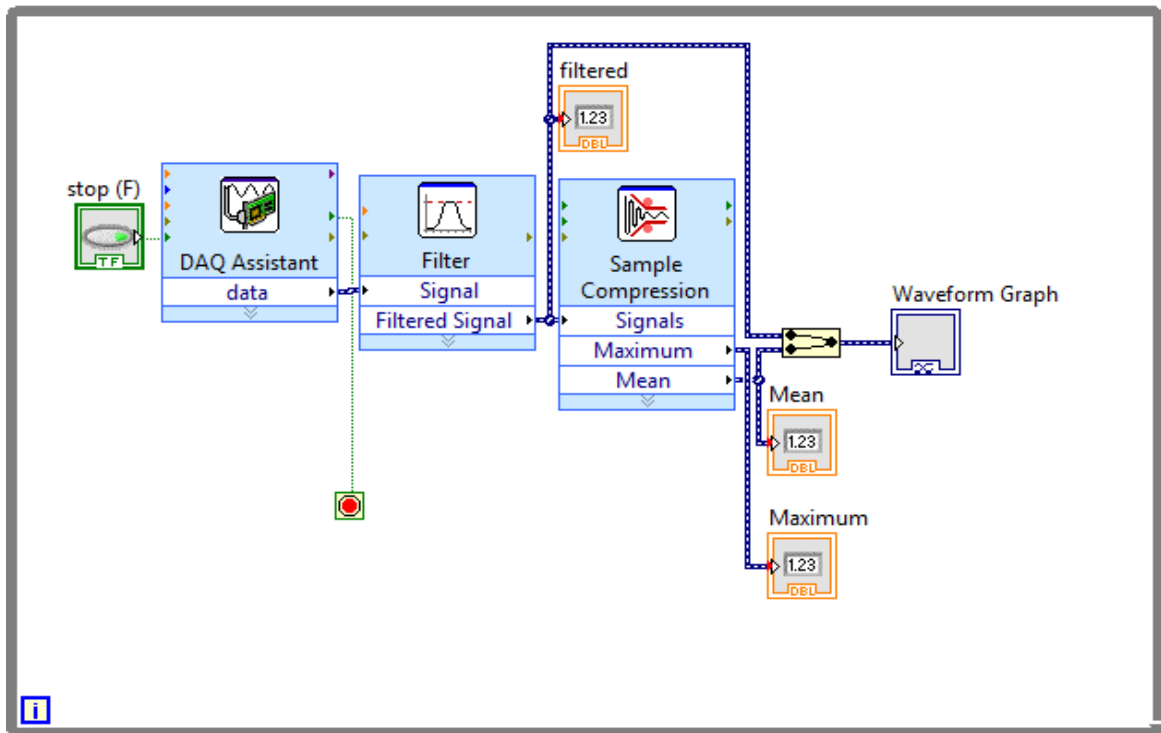 filtered
1.23
DBL
stop (F)
TF
DAQ Assistant
data
Filter
Signal
Filtered Signal
Sample
Compression
Signals
Maximum
Mean
Waveform Graph
Mean
1.23
DBL
Maximum
1.23
DBL
i